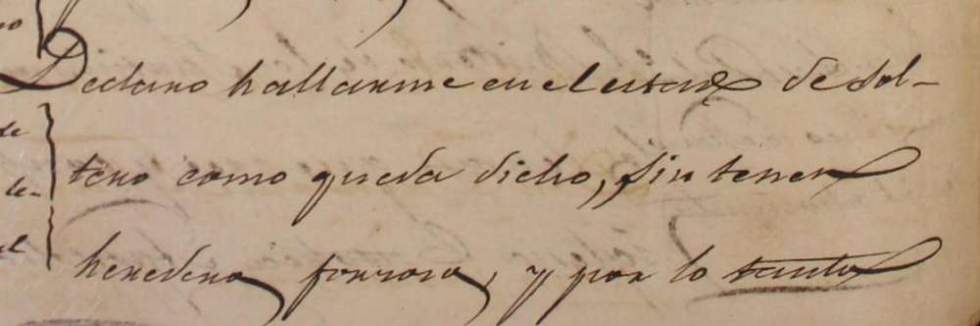 Declaro hallarme en el estado de sol-
tero como queda dicho, sin tener
heredero forzoso, y por lo tanto